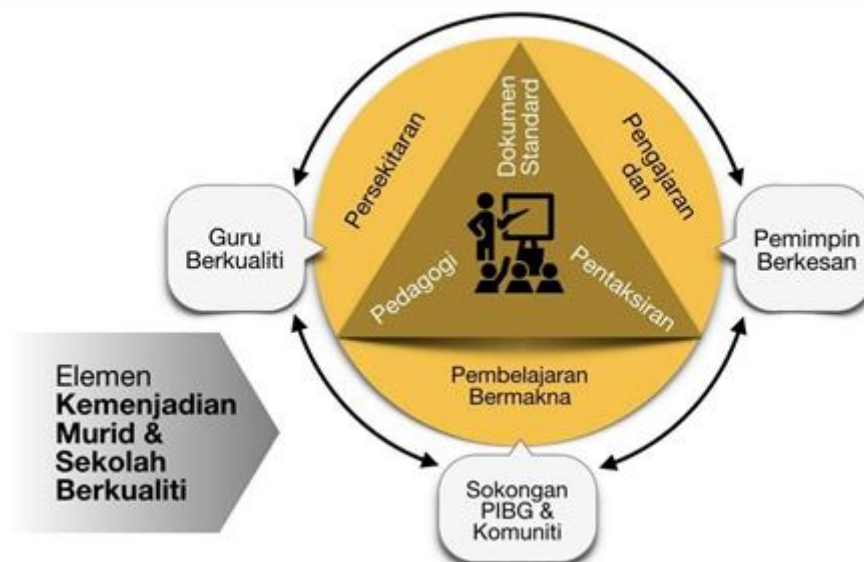 Dokumen
Standard
Persekitaran
Pengajaran
dan
Guru
Berkualiti
Pemimpin
Berkesan
Pedagogi
Pentaksiran
Pembelajaran
Bermakna
Elemen
Kemenjadian
Murid &
Sekolah
Berkualiti
Sokongan
PIBG &
Komuniti